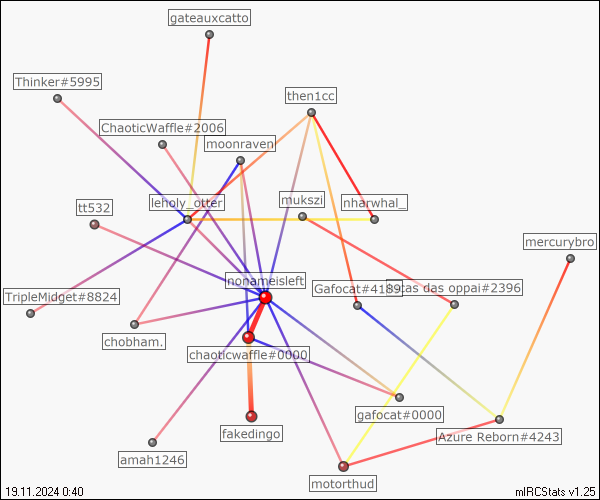 gateauxcatto
Thinker#5995
then1cc
ChaoticWaffle#2006
moonraven
leholy_otter
mukszi
nharwhal_
tt532
mercurybro
nonameisleft
TripleMidget#8824
Gafocat#4189
das oppai#2396
chobham.
chaoticwaffle#0000
gafocat#0000
fakedingo
Azure Reborn#4243
amah1246
motorthud
19.11.2024 0:40
mIRCStats v1.25